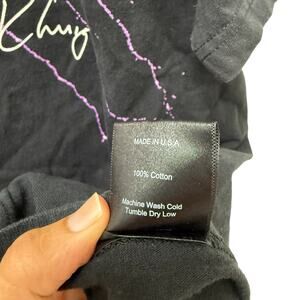 MADE IN U.S.A
100% Cotton
Machine Wash Cold
Tumble Dry Low